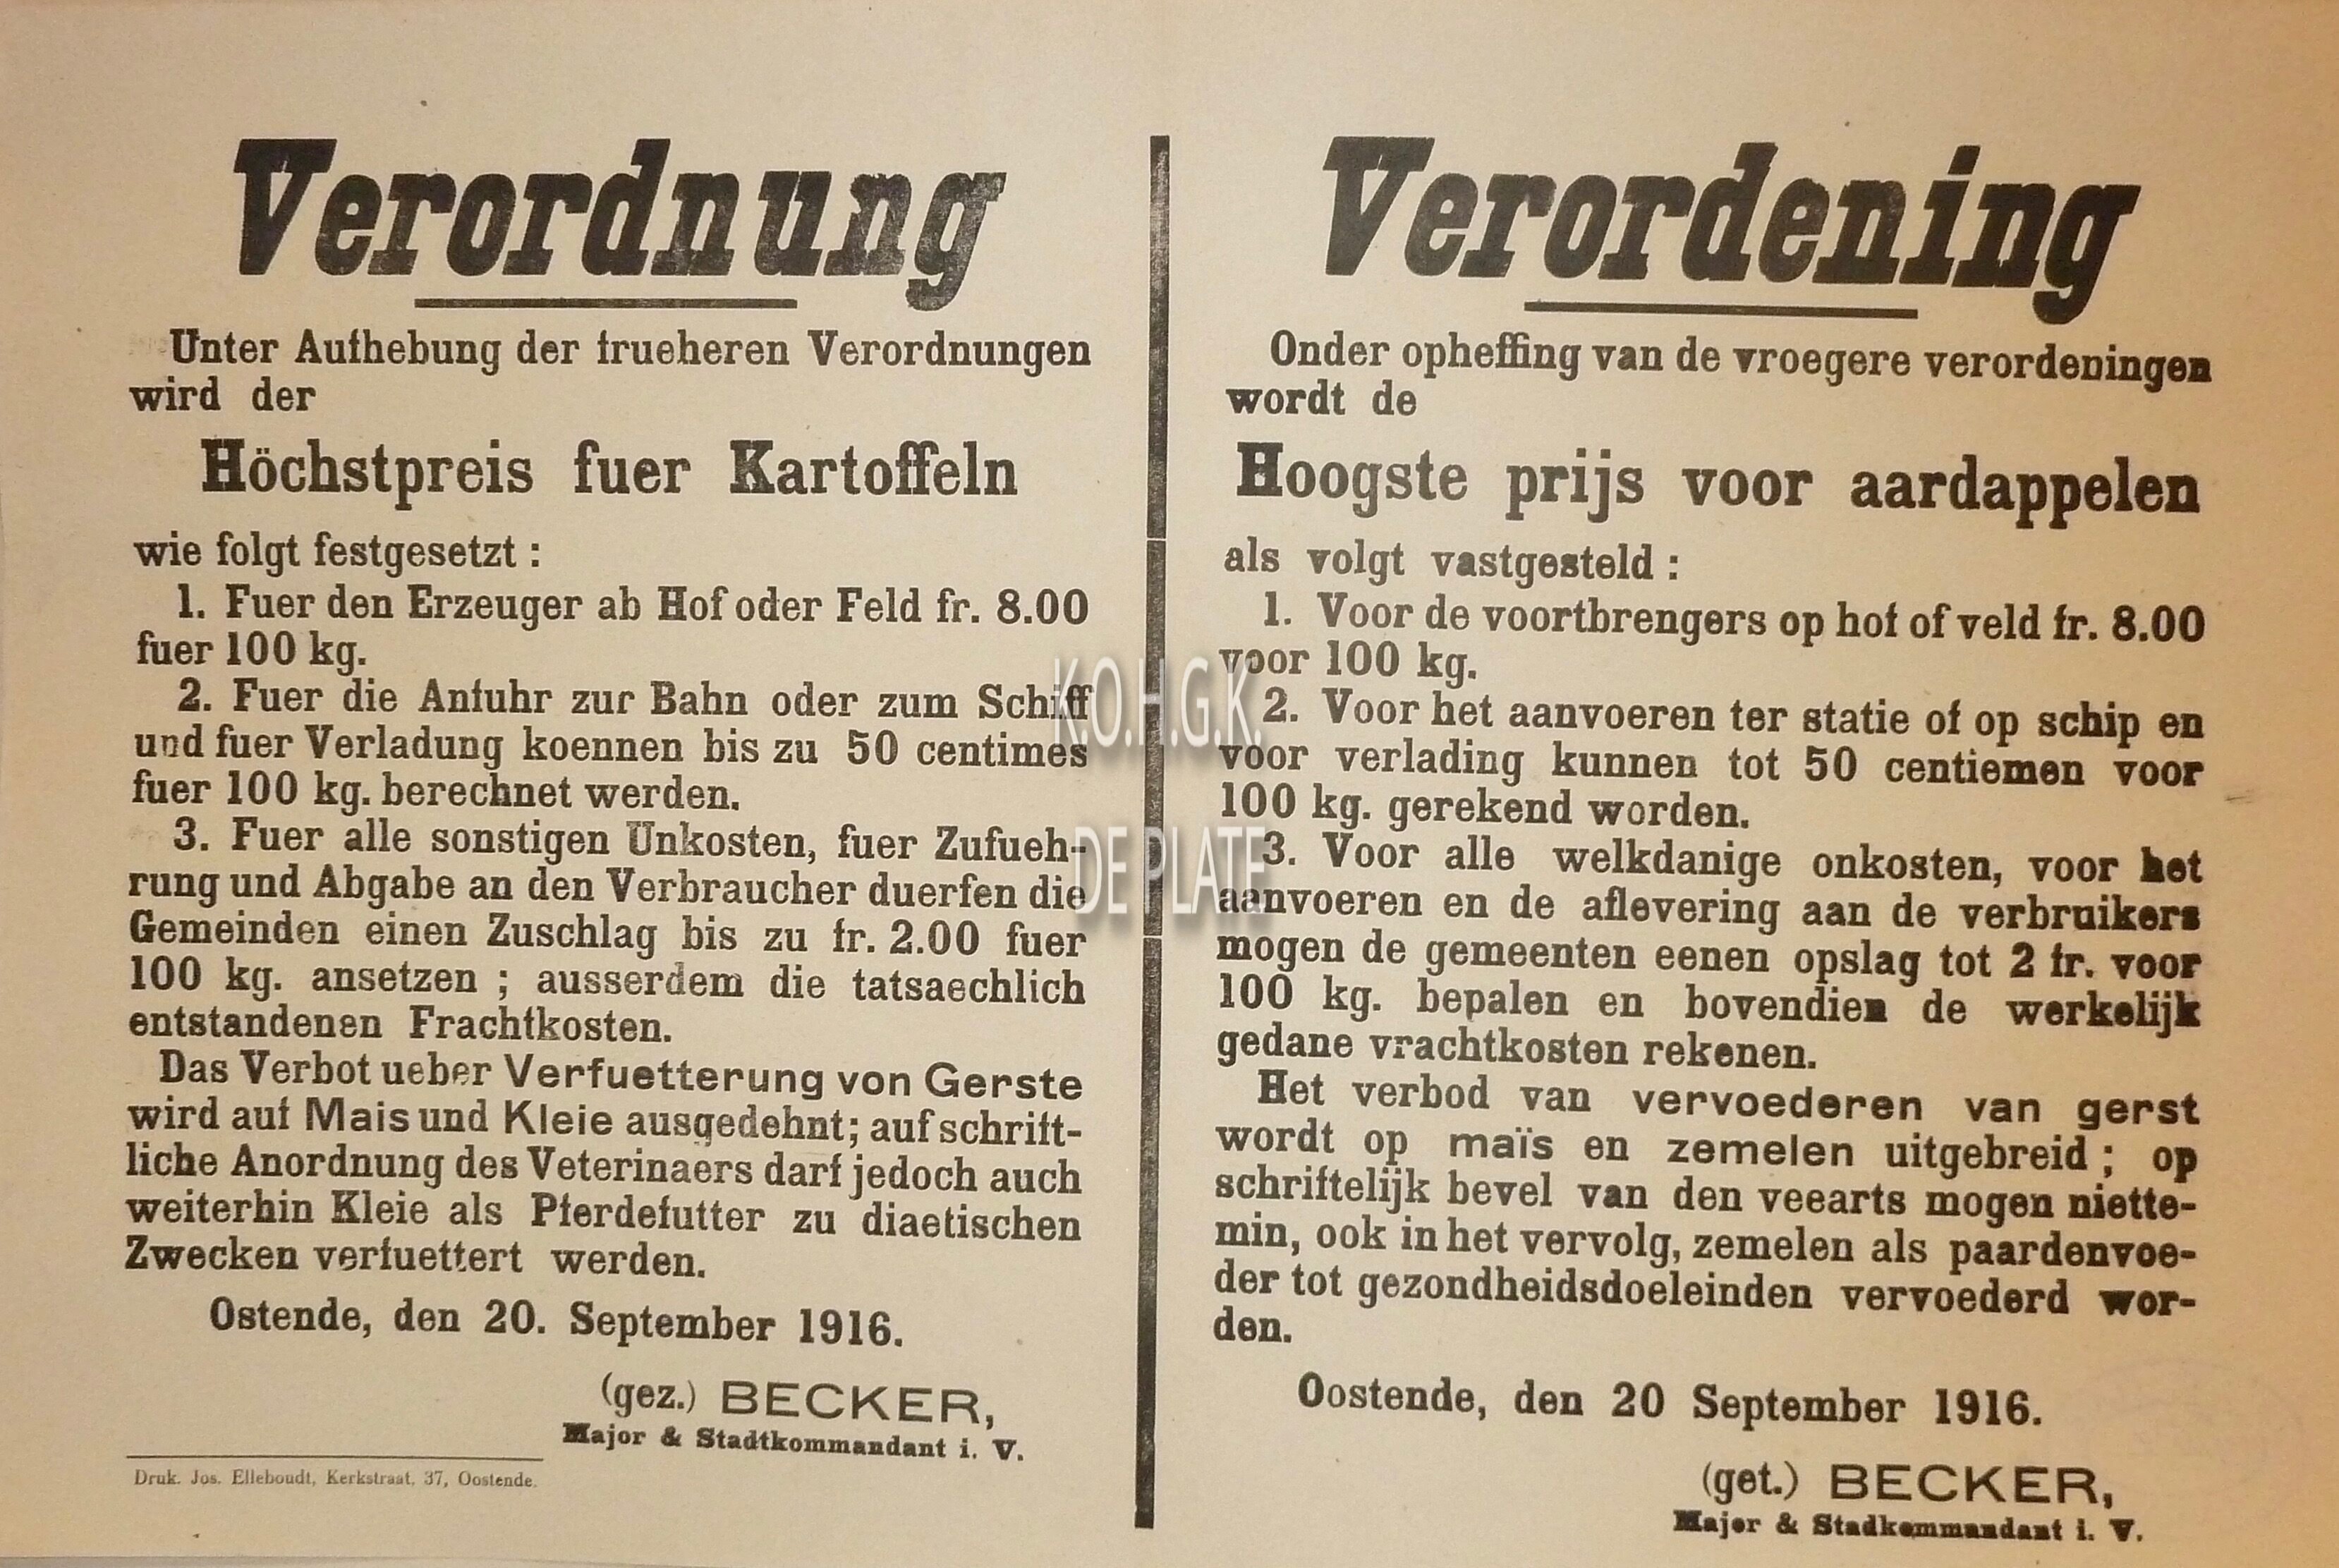 Verordnung
Unter Aufhebung der frueheren Verordnungen
wird der
Höchstpreis fuer Kartoffeln
wie folgt festgesetzt :
1. Fuer den Erzeuger ab Hof oder Feld fr. 8.00
fuer 100 kg.
2. Fuer die Anfuhr zur Bahn oder zum Schiff
und fuer Verladung koennen bis zu 50 centimes
fuer 100 kg. berechnet werden.
3. Fuer alle sonstigen Unkosten, fuer Zufueh-
rung und Abgabe an den Verbraucher duerfen die
Gemeinden einen Zuschlag bis zu fr. 2.00 fuer
100 kg. ansetzen ; ausserdem die tatsaechlich
entstandenen Frachtkosten.
Das Verbot ueber Verfuetterung von Gerste
wird auf Mais und Kleie ausgedehnt; auf schrift-
liche Anordnung des Veterinaers darf jedoch auch
weiterhin Kleie als Pferdefutter zu diaetischen
Zwecken verfuettert werden.
Ostende, den 20. September 1916.
(gez.) BECKER,
Major & Stadtkommandant i. V.
Druk. Jos. Elleboudt, Kerkstraat, 37, Oostende.
Verordening
Onder opheffing van de vroegere verordeningen
wordt de
Hoogste prijs voor aardappelen
als volgt vastgesteld :
1. Voor de voortbrengers op hof of veld fr. 8.00
voor 100 kg.
2. Voor het aanvoeren ter statie of op schip en
voor verlading kunnen tot 50 centiemen voor
100 kg. gerekend worden.
3. Voor alle welkdanige onkosten, voor het
aanvoeren en de aflevering aan de verbruikers
mogen de gemeenten eenen opslag tot 2 fr. voor
100 kg. bepalen en bovendien de werkelijk
gedane vrachtkosten rekenen.
Het verbod van vervoederen van gerst
wordt op maïs en zemelen uitgebreid ; op
schriftelijk bevel van den veearts mogen niette-
min, ook in het vervolg, zemelen als paardenvoe-
der tot gezondheidsdoeleinden vervoederd wor-
den.
Oostende, den 20 September 1916.
(get.) BECKER,
Major & Stadkommandant i. V.
K.O.H.G.K.
DE PLATE